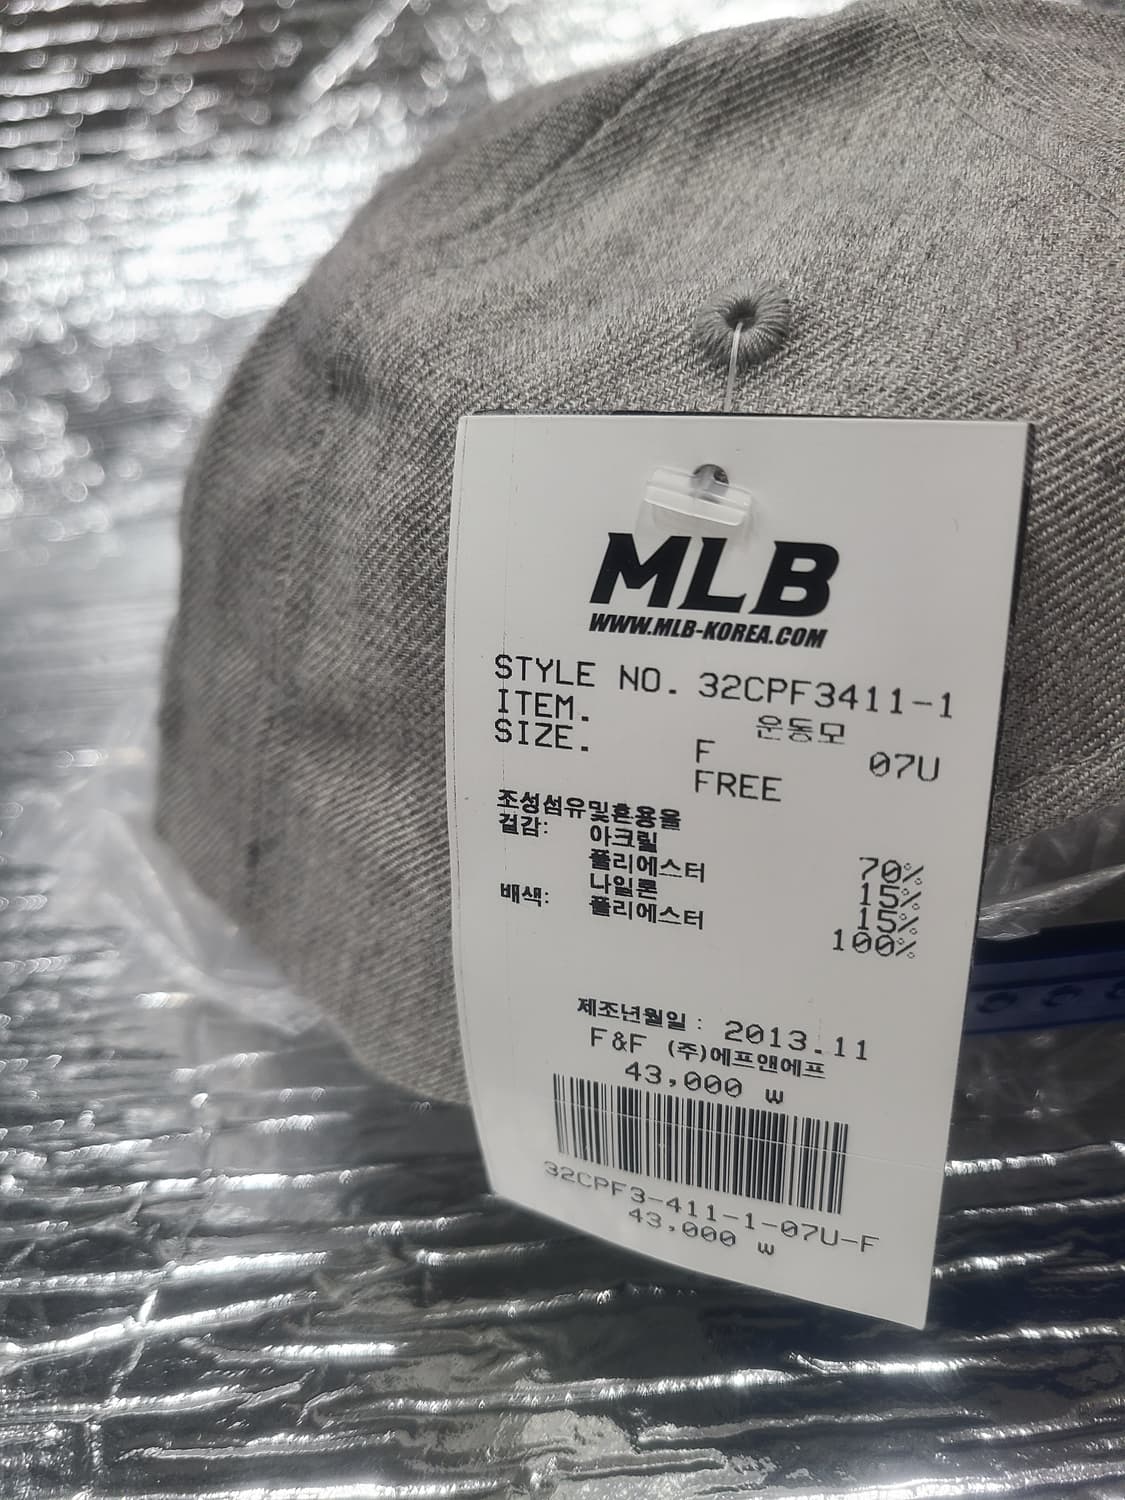 MLB
WWW.MLB-KOREA.COM
STYLE NO. 32CPF3411-1
ITEM. 운동모
SIZE. F 07U
FREE
조성섬유및혼용율
겉감: 아크릴 70%
폴리에스터 15%
나일론 15%
배색: 폴리에스터 100%
제조년월일 : 2013.11
F&F (주)에프앤에프
43,000 w
32CPF3-411-1-07U-F
43,000 w